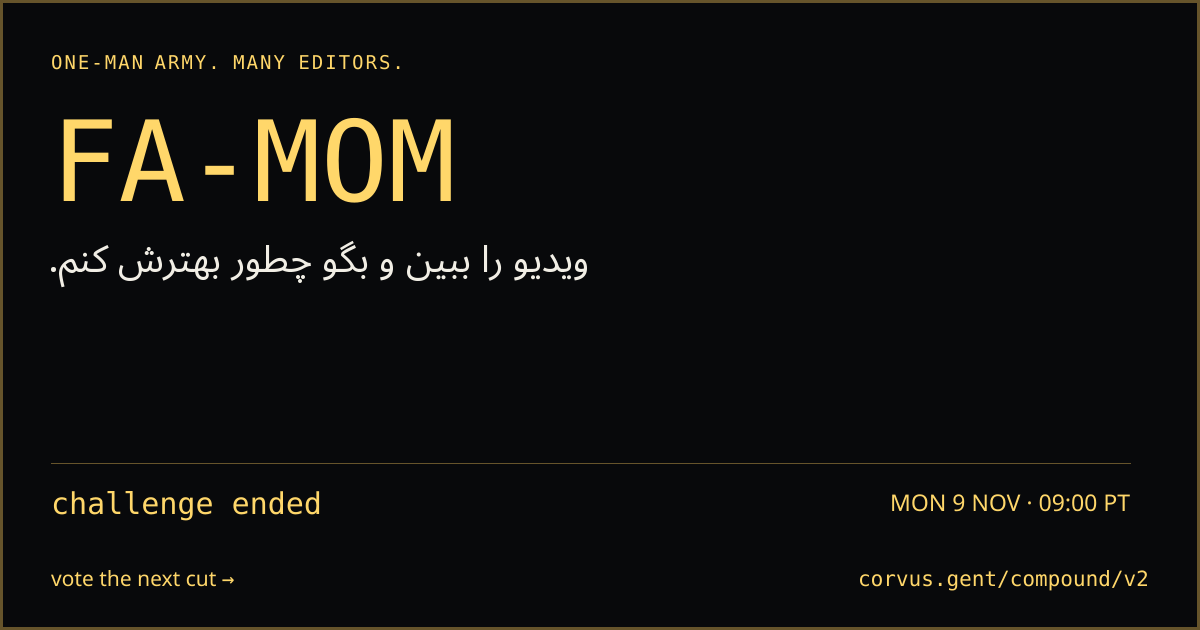 ONE-MAN ARMY. MANY EDITORS.
FA-MOM
ویدیو را ببین و بگو چطور بهترش کنم.
challenge ended
MON 9 NOV · 09:00 PT
vote the next cut →
corvus.gent/compound/v2